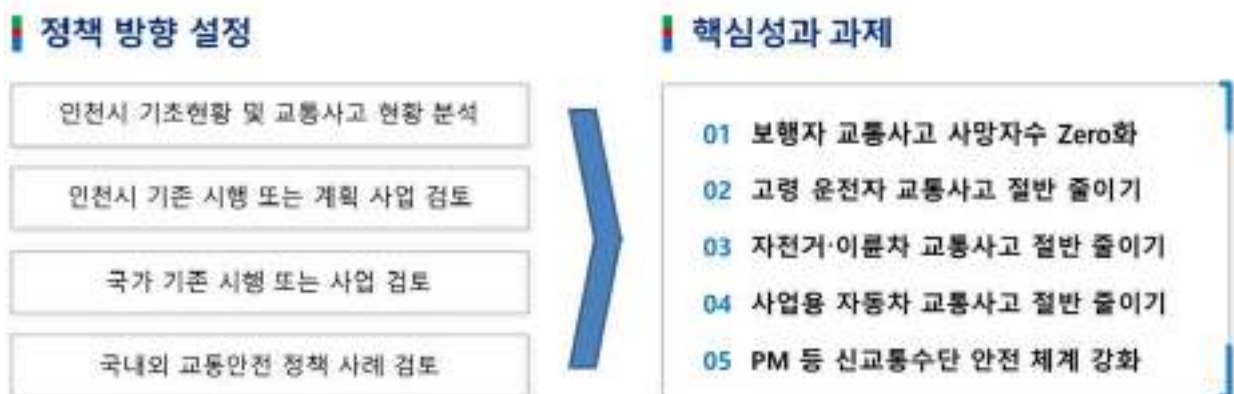 정책 방향 설정
인천시 기초현황 및 교통사고 현황 분석
인천시 기존 시행 또는 계획 사업 검토
국가 기존 시행 또는 사업 검토
국내외 교통안전 정책 사례 검토
핵심성과 과제
01 보행자 교통사고 사망자수 Zero화
02 고령 운전자 교통사고 절반 줄이기
03 자전거·이륜차 교통사고 절반 줄이기
04 사업용 자동차 교통사고 절반 줄이기
05 PM 등 신교통수단 안전 체계 강화